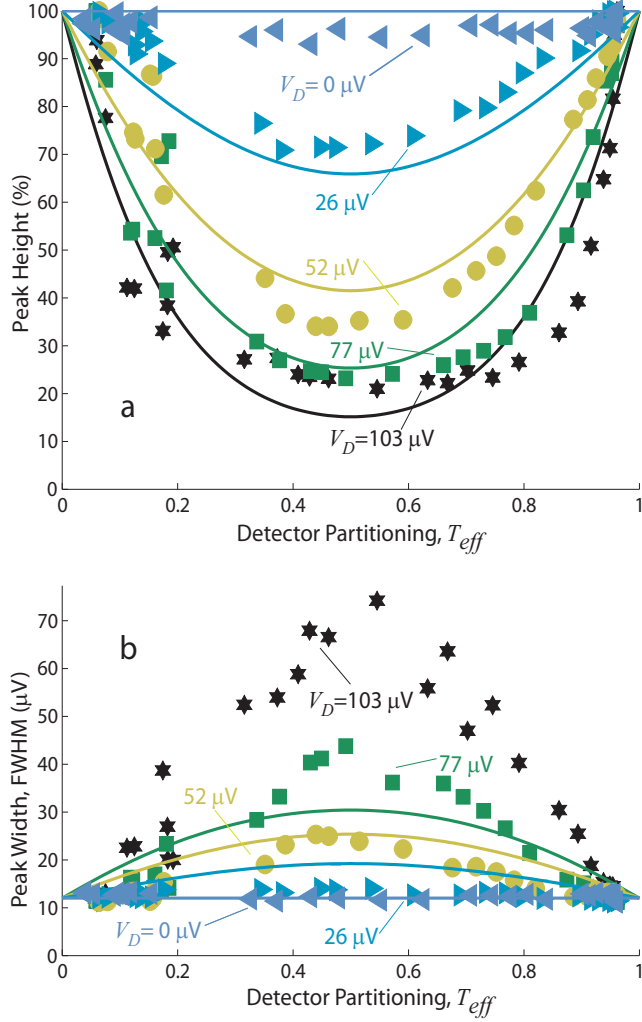 100
90
80
70
60
50
40
30
20
10
0
Peak Height (%)
V_D= 0 μV
26 μV
52 μV
77 μV
V_D=103 μV
a
0
0.2
0.4
0.6
0.8
1
Detector Partitioning, T_eff
b
70
60
50
40
30
20
10
0
Peak Width, FWHM (μV)
V_D=103 μV
77 μV
52 μV
V_D= 0 μV
26 μV
0
0.2
0.4
0.6
0.8
1
Detector Partitioning, T_eff